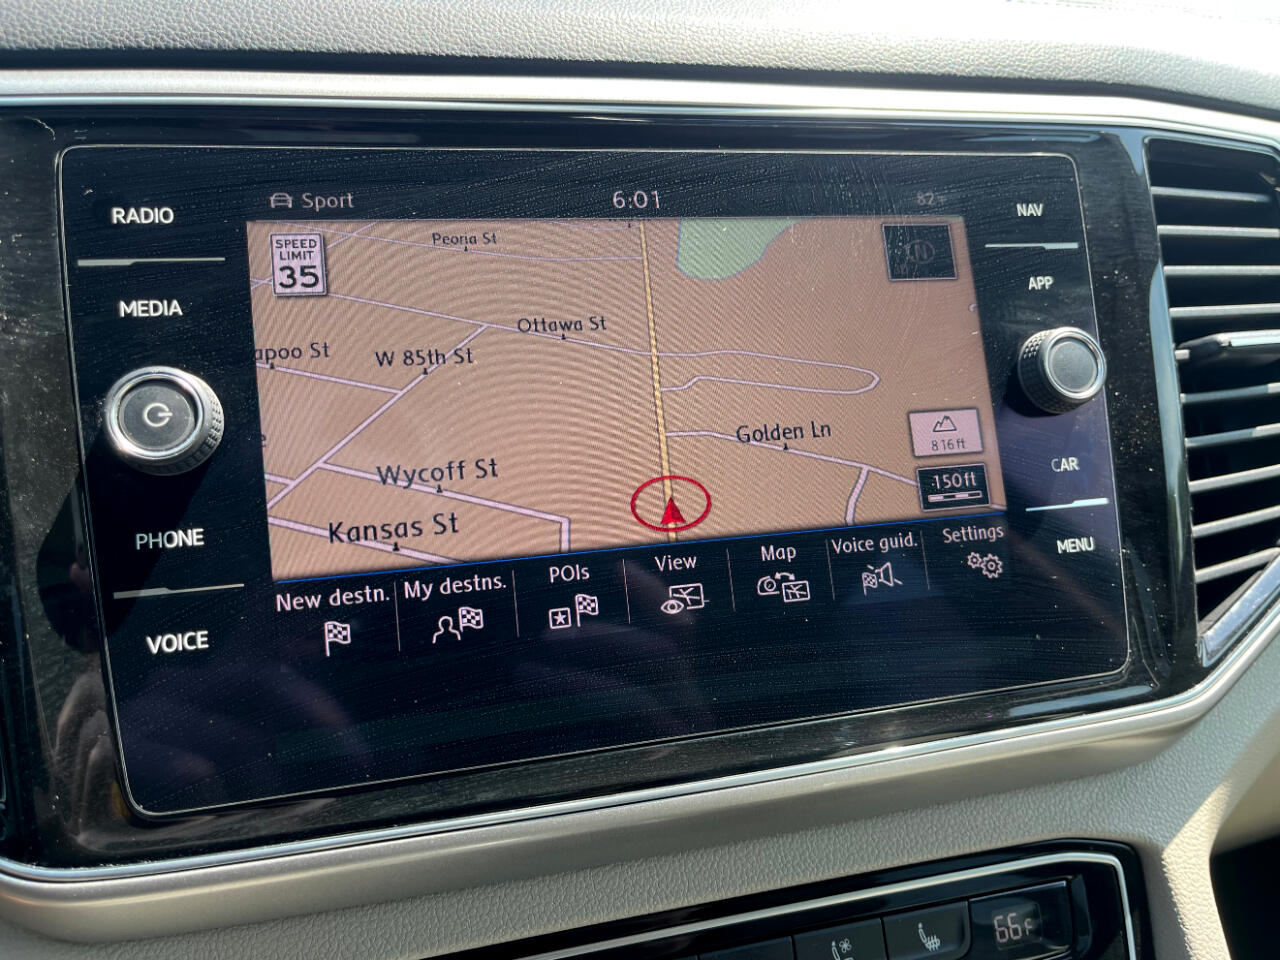 RADIO
MEDIA
PHONE
VOICE
Sport
6:01
82°F
SPEED
LIMIT
35
Peoria St
Ottawa St
apoo St
W 85th St
Golden Ln
Wycoff St
Kansas St
816ft
150ft
New destn.
My destns.
POIs
View
Map
Voice guid.
Settings
NAV
APP
CAR
MENU
66°F